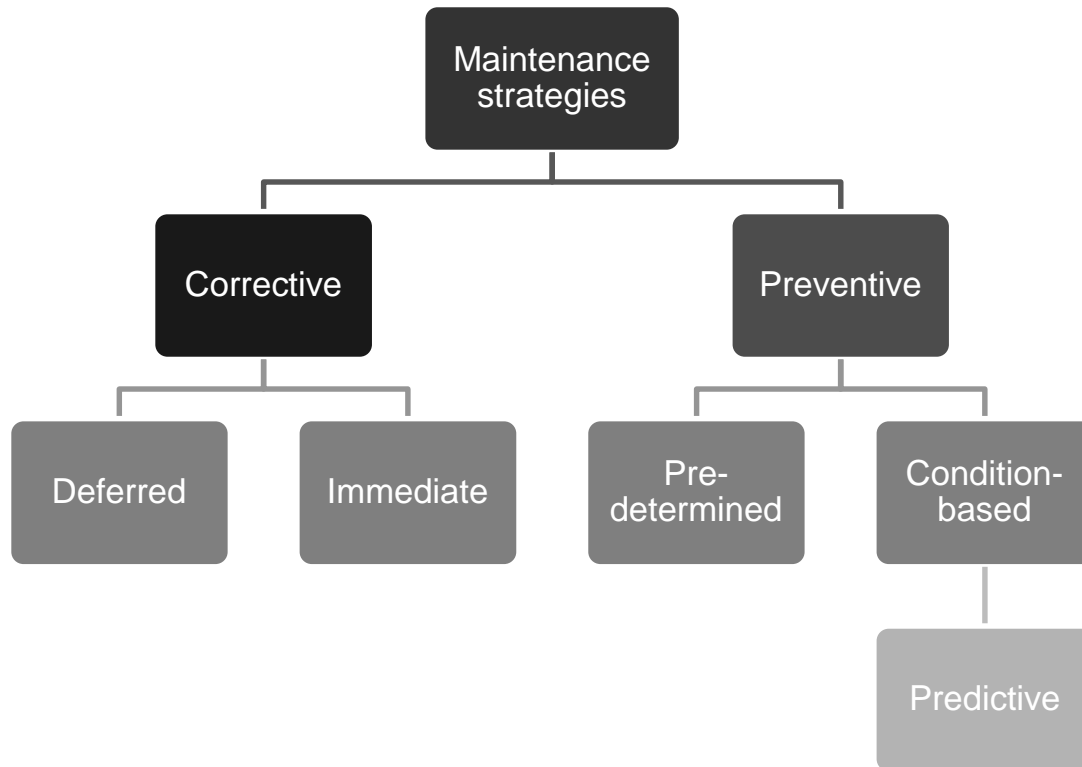 Maintenance
strategies
Corrective
Preventive
Deferred
Immediate
Pre-
determined
Condition-
based
Predictive